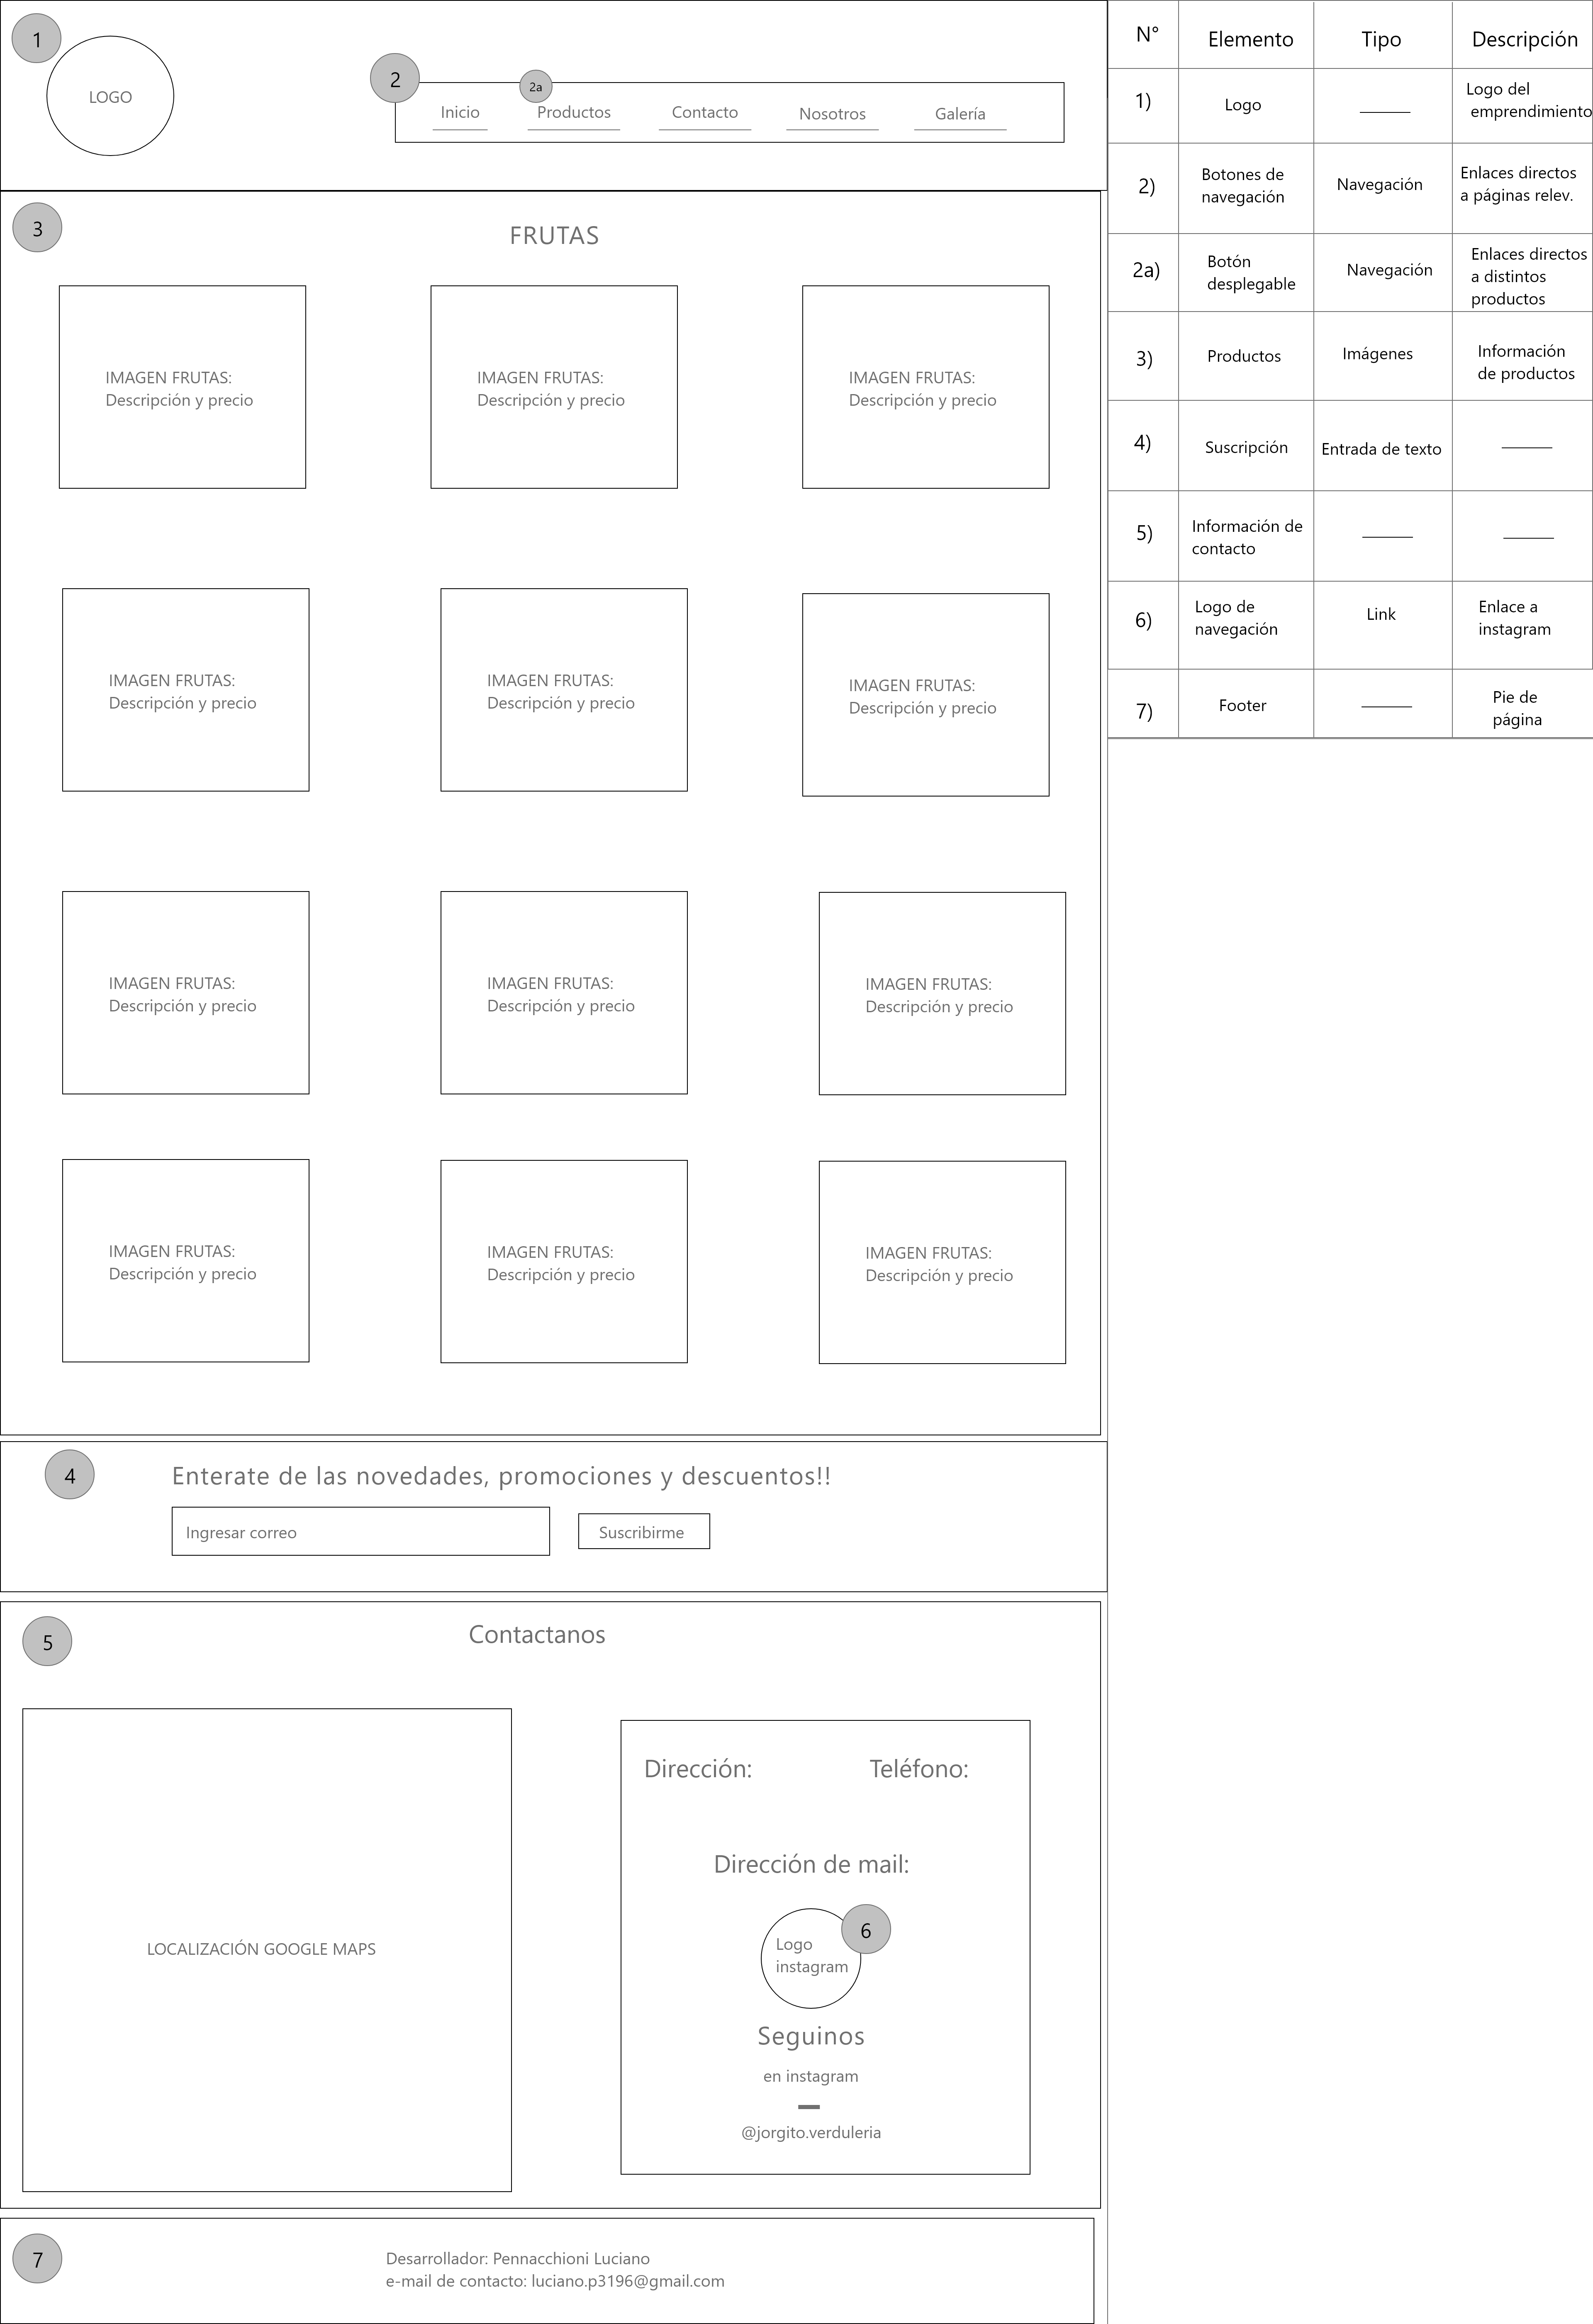 1
LOGO
2
2a
Inicio
Productos
Contacto
Nosotros
Galería
3
FRUTAS
IMAGEN FRUTAS:
Descripción y precio
IMAGEN FRUTAS:
Descripción y precio
IMAGEN FRUTAS:
Descripción y precio
IMAGEN FRUTAS:
Descripción y precio
IMAGEN FRUTAS:
Descripción y precio
IMAGEN FRUTAS:
Descripción y precio
IMAGEN FRUTAS:
Descripción y precio
IMAGEN FRUTAS:
Descripción y precio
IMAGEN FRUTAS:
Descripción y precio
IMAGEN FRUTAS:
Descripción y precio
IMAGEN FRUTAS:
Descripción y precio
IMAGEN FRUTAS:
Descripción y precio
4
Enterate de las novedades, promociones y descuentos!!
Ingresar correo
Suscribirme
5
Contactanos
LOCALIZACIÓN GOOGLE MAPS
Dirección:
Teléfono:
Dirección de mail:
6
Logo
instagram
Seguinos
en instagram
@jorgito.verduleria
7
Desarrollador: Pennacchioni Luciano
e-mail de contacto: luciano.p3196@gmail.com
N°
Elemento
Tipo
Descripción
1)
Logo
Logo del
emprendimiento
2)
Botones de
navegación
Navegación
Enlaces directos
a páginas relev.
2a)
Botón
desplegable
Navegación
Enlaces directos
a distintos
productos
3)
Productos
Imágenes
Información
de productos
4)
Suscripción
Entrada de texto
5)
Información de
contacto
6)
Logo de
navegación
Link
Enlace a
instagram
7)
Footer
Pie de
página